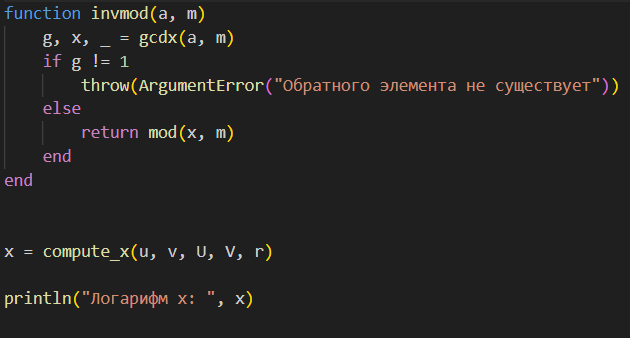 function invmod(a, m)
    g, x, _ = gcdx(a, m)
    if g != 1
        throw(ArgumentError("Обратного элемента не существует"))
    else
        return mod(x, m)
    end
end
x = compute_x(u, v, U, V, r)
println("Логарифм x: ", x)